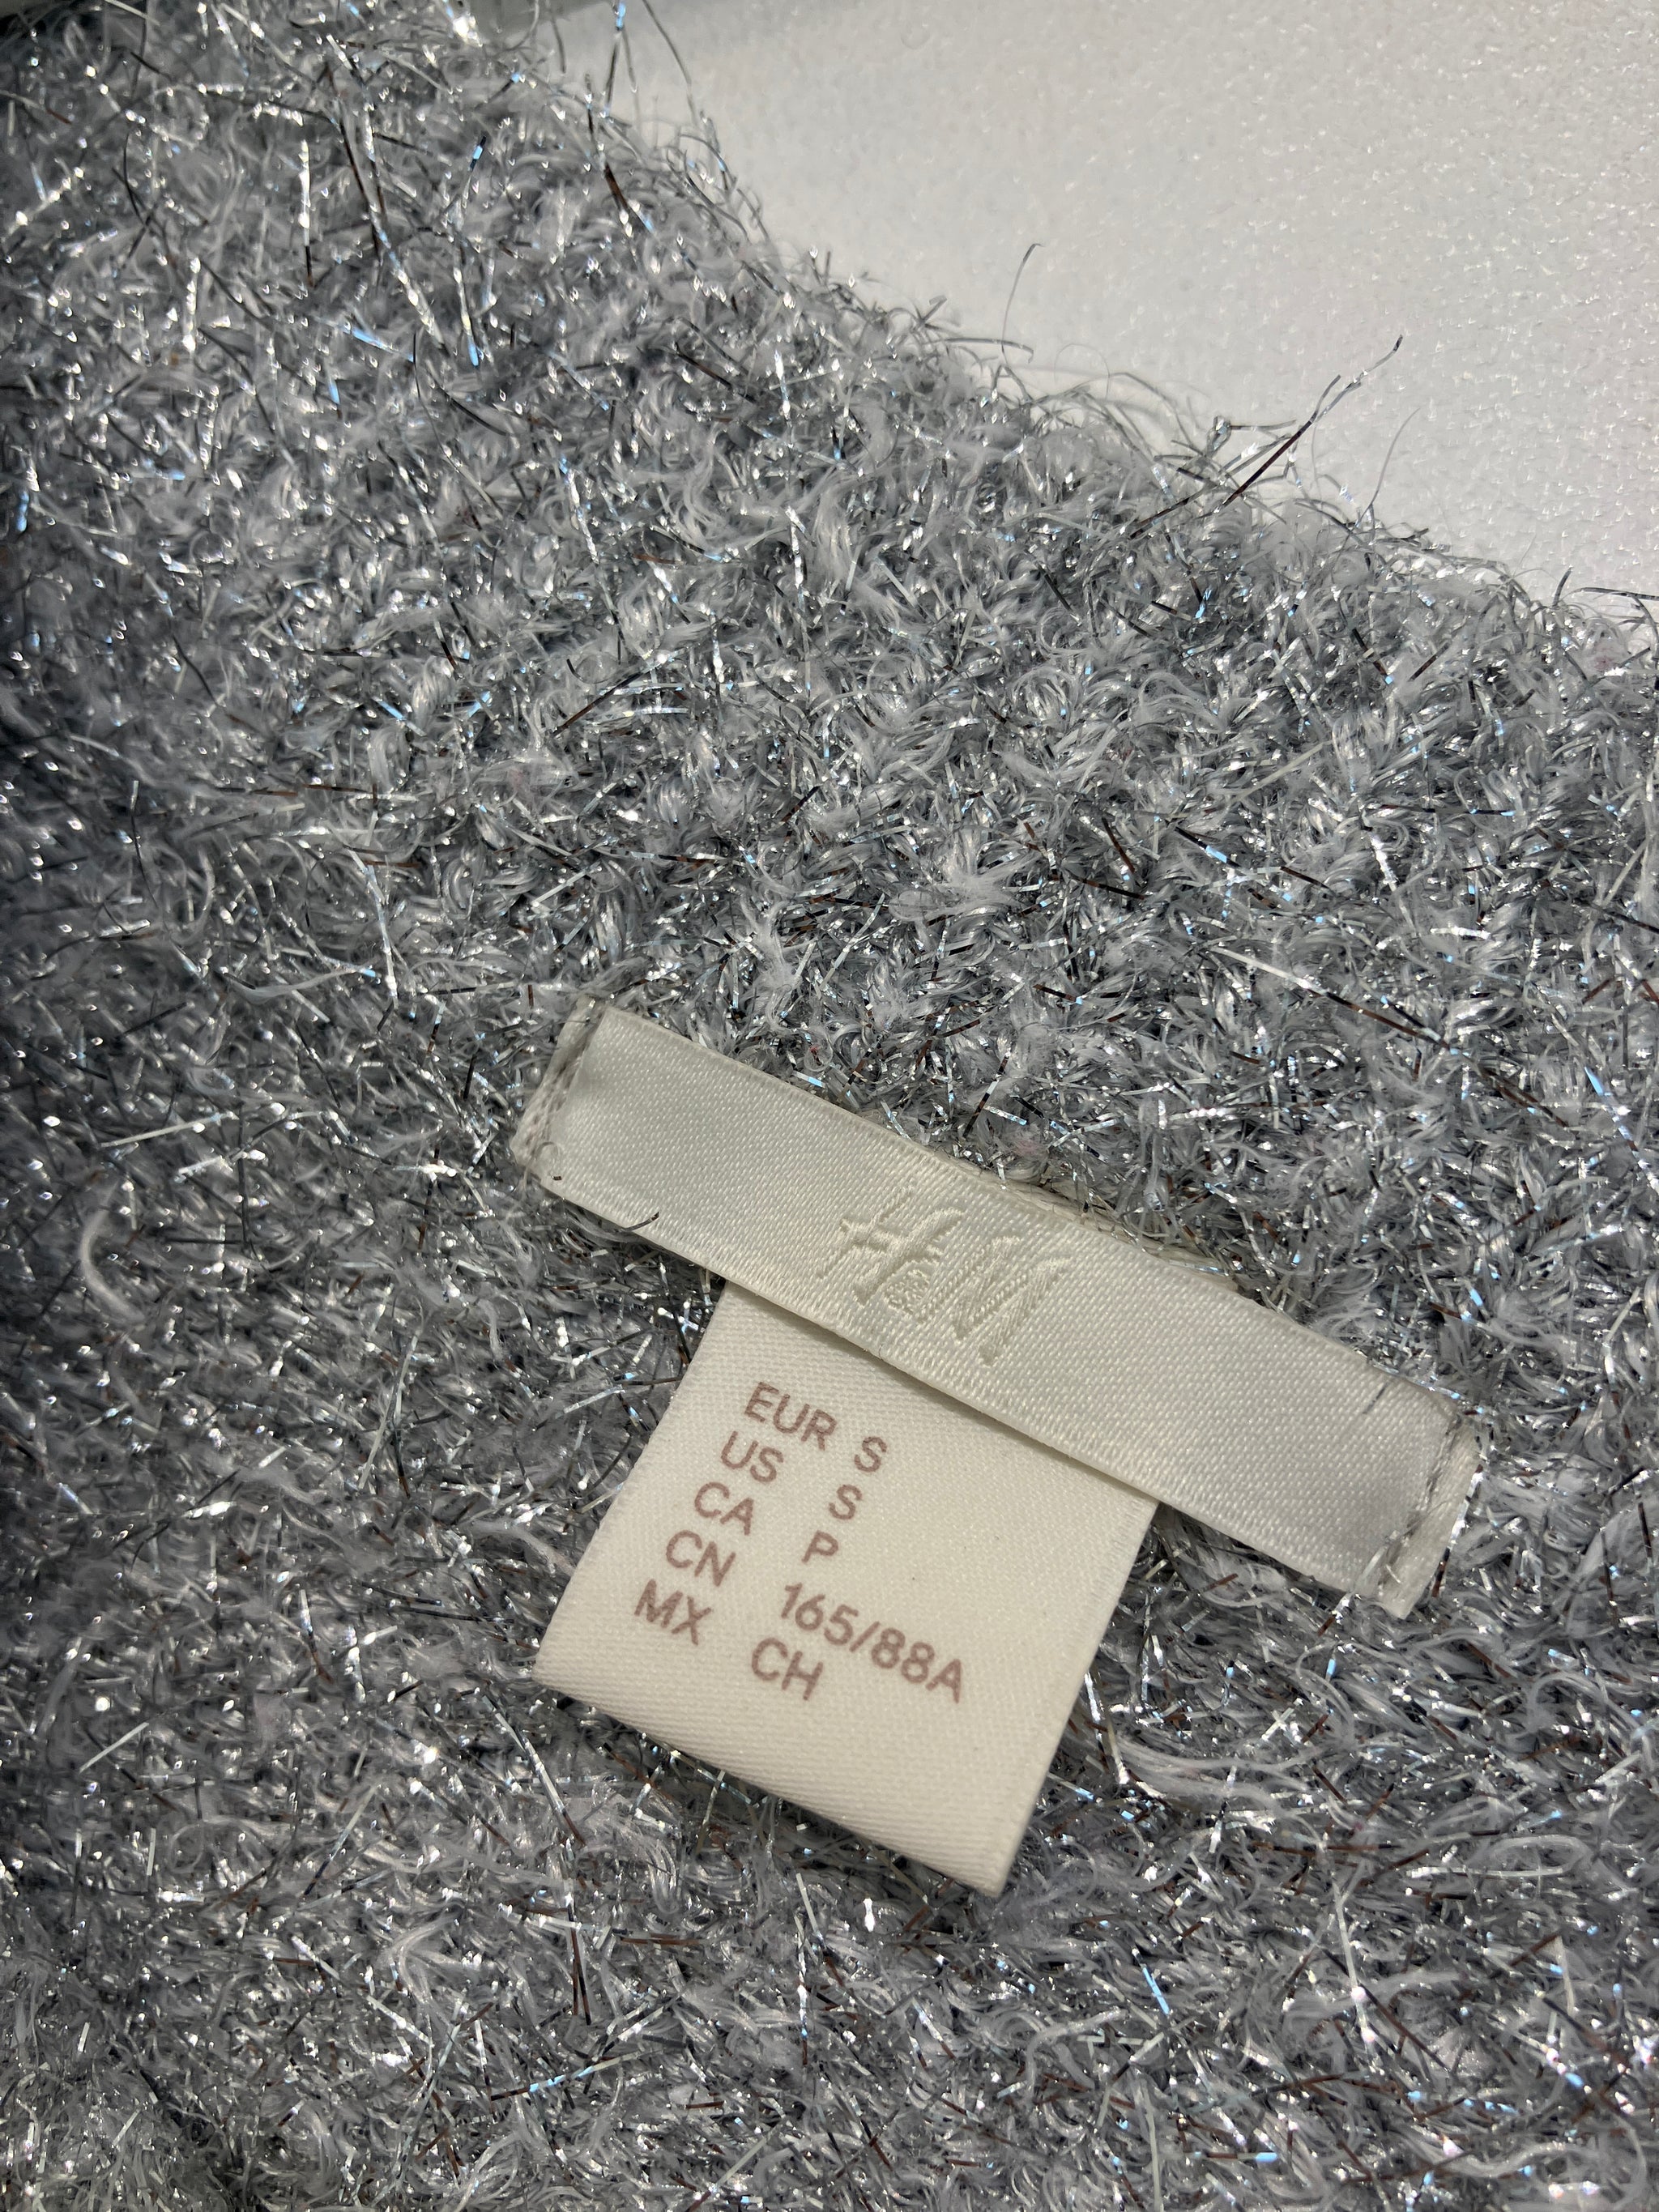 H&M
EUR S
US S
CA P
CN 165/88A
MX CH